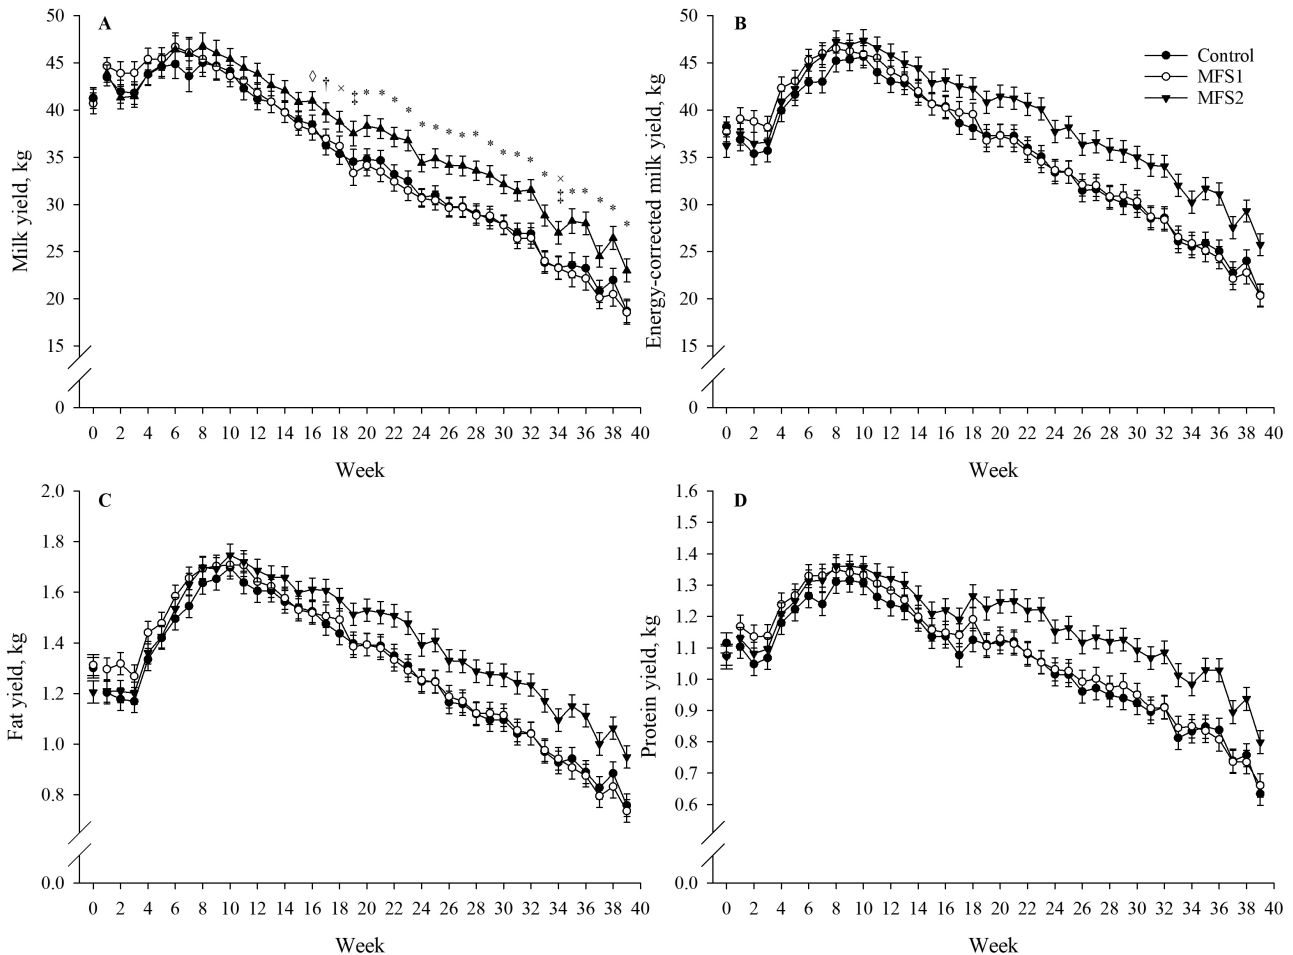 A
50
45
40
35
30
25
20
15
0
Milk yield, kg
◊ † × ‡ * * * * * * * * * * * * * * × ‡ * * * * *
0 2 4 6 8 10 12 14 16 18 20 22 24 26 28 30 32 34 36 38 40
Week
B
50
45
40
35
30
25
20
15
0
Energy-corrected milk yield, kg
Control
MFS1
MFS2
0 2 4 6 8 10 12 14 16 18 20 22 24 26 28 30 32 34 36 38 40
Week
C
2.0
1.8
1.6
1.4
1.2
1.0
0.8
0.0
Fat yield, kg
0 2 4 6 8 10 12 14 16 18 20 22 24 26 28 30 32 34 36 38 40
Week
D
1.6
1.5
1.4
1.3
1.2
1.1
1.0
0.9
0.8
0.7
0.6
0.0
Protein yield, kg
0 2 4 6 8 10 12 14 16 18 20 22 24 26 28 30 32 34 36 38 40
Week